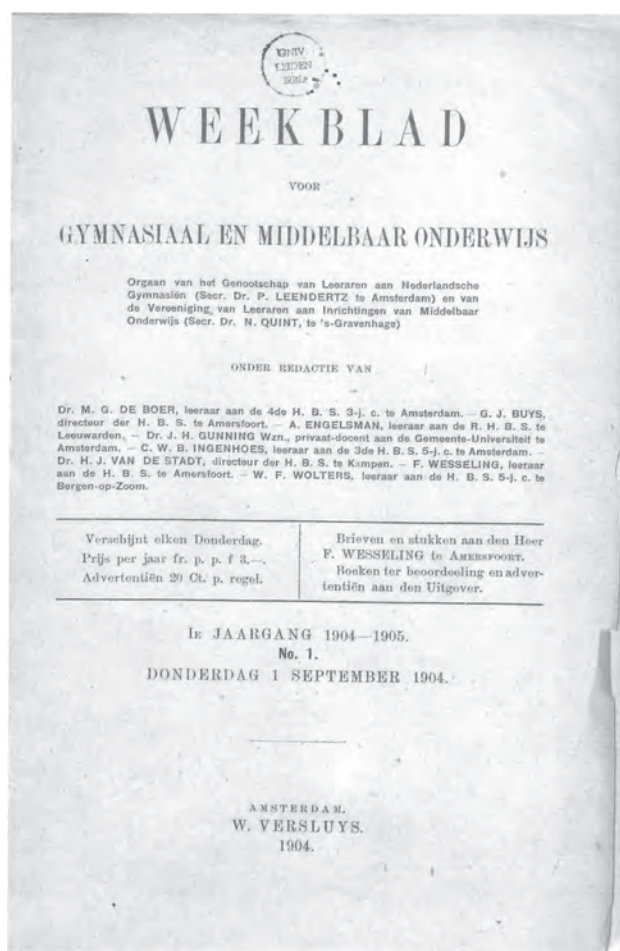 UNIV
LEIDEN
BIBL
WEEKBLAD
VOOR
GYMNASIAAL EN MIDDELBAAR ONDERWIJS
Orgaan van het Genootschap van Leeraren aan Nederlandsche
Gymnasiën (Secr. Dr. P. LEENDERTZ te Amsterdam) en van
de Vereeniging van Leeraren aan Inrichtingen van Middelbaar
Onderwijs (Secr. Dr. N. QUINT, te 's-Gravenhage)
ONDER REDACTIE VAN
Dr. M. G. DE BOER, leeraar aan de 4de H. B. S. 3-j. c. te Amsterdam. — G. J. BUYS,
directeur der H. B. S. te Amersfoort. — A. ENGELSMAN, leeraar aan de R. H. B. S. te
Leeuwarden. — Dr. J. H. GUNNING Wzn., privaat-docent aan de Gemeente-Universiteit te
Amsterdam. — C. W. B. INGENHOES, leeraar aan de 3de H. B. S. 5-j. c. te Amsterdam. —
Dr. H. J. VAN DE STADT, directeur der H. B. S. te Kampen. — F. WESSELING, leeraar
aan de H. B. S. te Amersfoort. — W. F. WOLTERS, leeraar aan de H. B. S. 5-j. c. te
Bergen-op-Zoom.
Verschijnt elken Donderdag.
Prijs per jaar fr. p. p. f 3.—.
Advertentiën 20 Ct. p. regel.
Brieven en stukken aan den Heer
F. WESSELING te AMERSFOORT.
Boeken ter beoordeeling en adver-
tentiën aan den Uitgever.
1E JAARGANG 1904—1905.
No. 1.
DONDERDAG 1 SEPTEMBER 1904.
AMSTERDAM.
W. VERSLUYS.
1904.